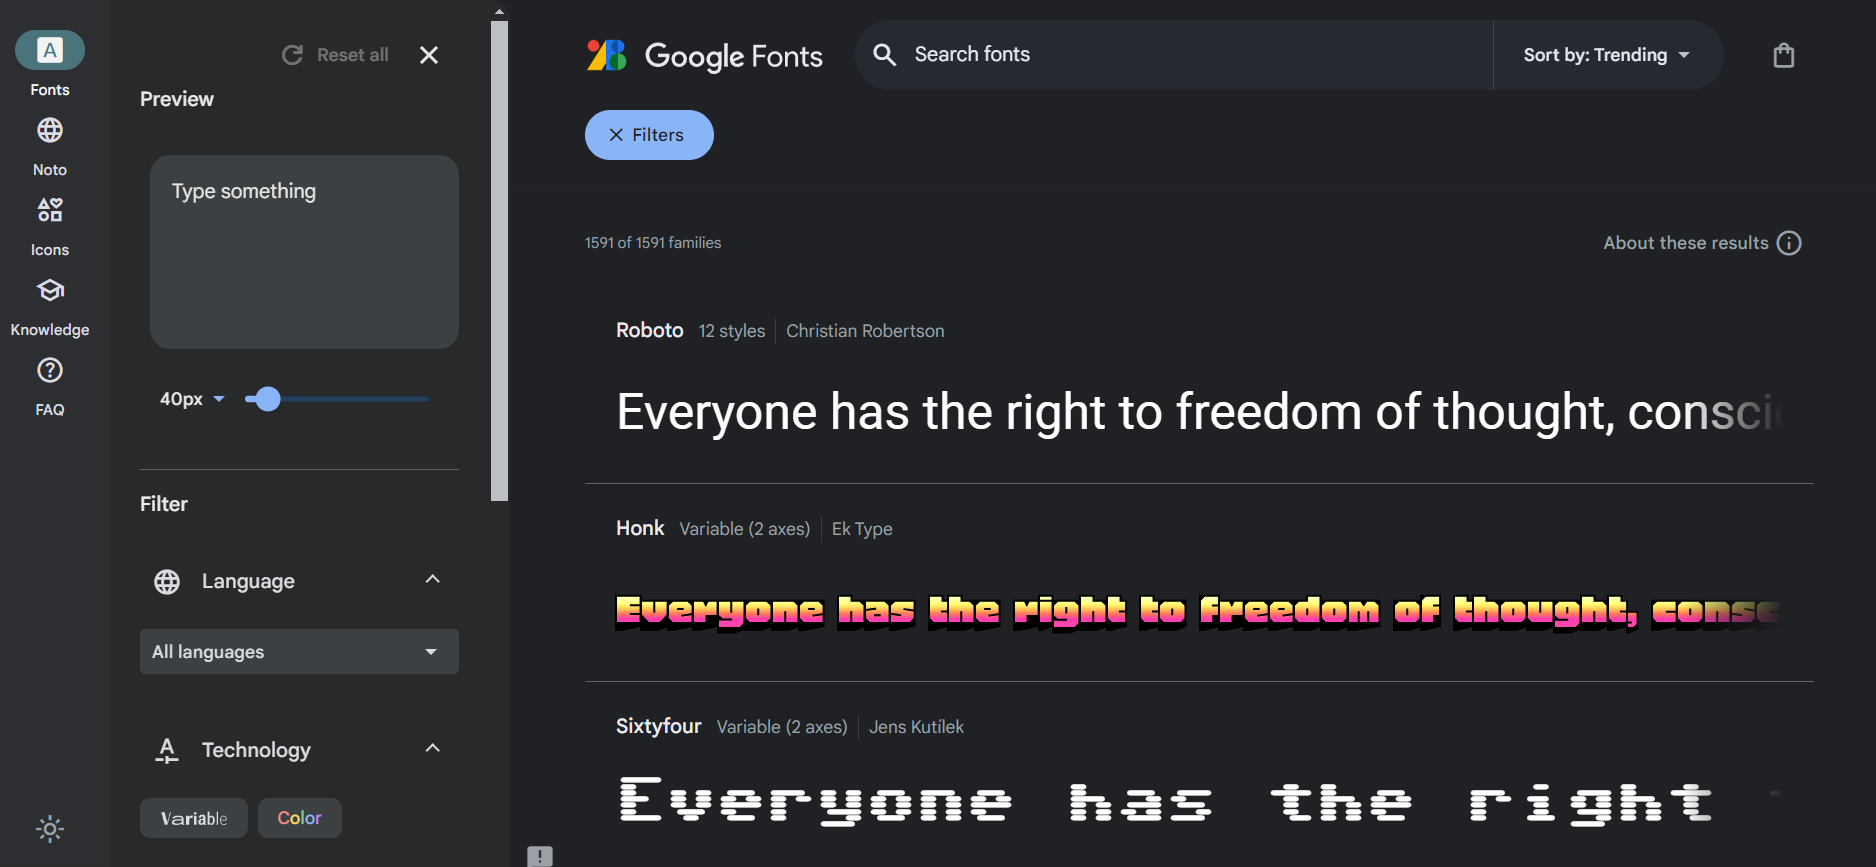 A
Fonts
Noto
Icons
Knowledge
FAQ
Reset all
Preview
Type something
40px
Filter
Language
All languages
Technology
Variable
Color
Google Fonts
Search fonts
Sort by: Trending
Filters
1591 of 1591 families
About these results
Roboto 12 styles Christian Robertson
Everyone has the right to freedom of thought, consci
Honk Variable (2 axes) Ek Type
Everyone has the right to freedom of thought, consc
Sixtyfour Variable (2 axes) Jens Kutílek
Everyone has the right